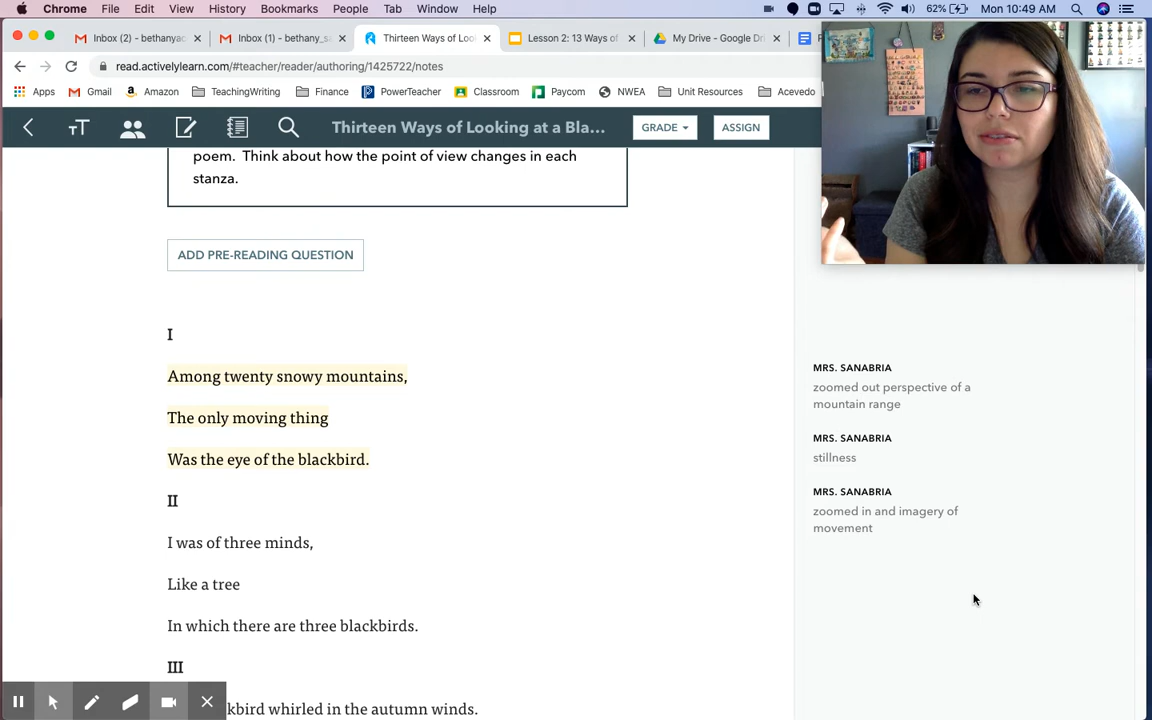 Chrome File Edit View History Bookmarks People Tab Window Help 62% Mon 10:49 AM
Inbox (2) - bethanyac Inbox (1) - bethany_s Thirteen Ways of Loo Lesson 2: 13 Ways of My Drive - Google Dri
read.activelylearn.com/#teacher/reader/authoring/1425722/notes
Apps Gmail Amazon TeachingWriting Finance PowerTeacher Classroom Paycom NWEA Unit Resources Acevedo
Thirteen Ways of Looking at a Bla... GRADE ASSIGN
poem. Think about how the point of view changes in each
stanza.
ADD PRE-READING QUESTION
I
Among twenty snowy mountains,
The only moving thing
Was the eye of the blackbird.
II
I was of three minds,
Like a tree
In which there are three blackbirds.
III
kbird whirled in the autumn winds.
MRS. SANABRIA
zoomed out perspective of a
mountain range
MRS. SANABRIA
stillness
MRS. SANABRIA
zoomed in and imagery of
movement